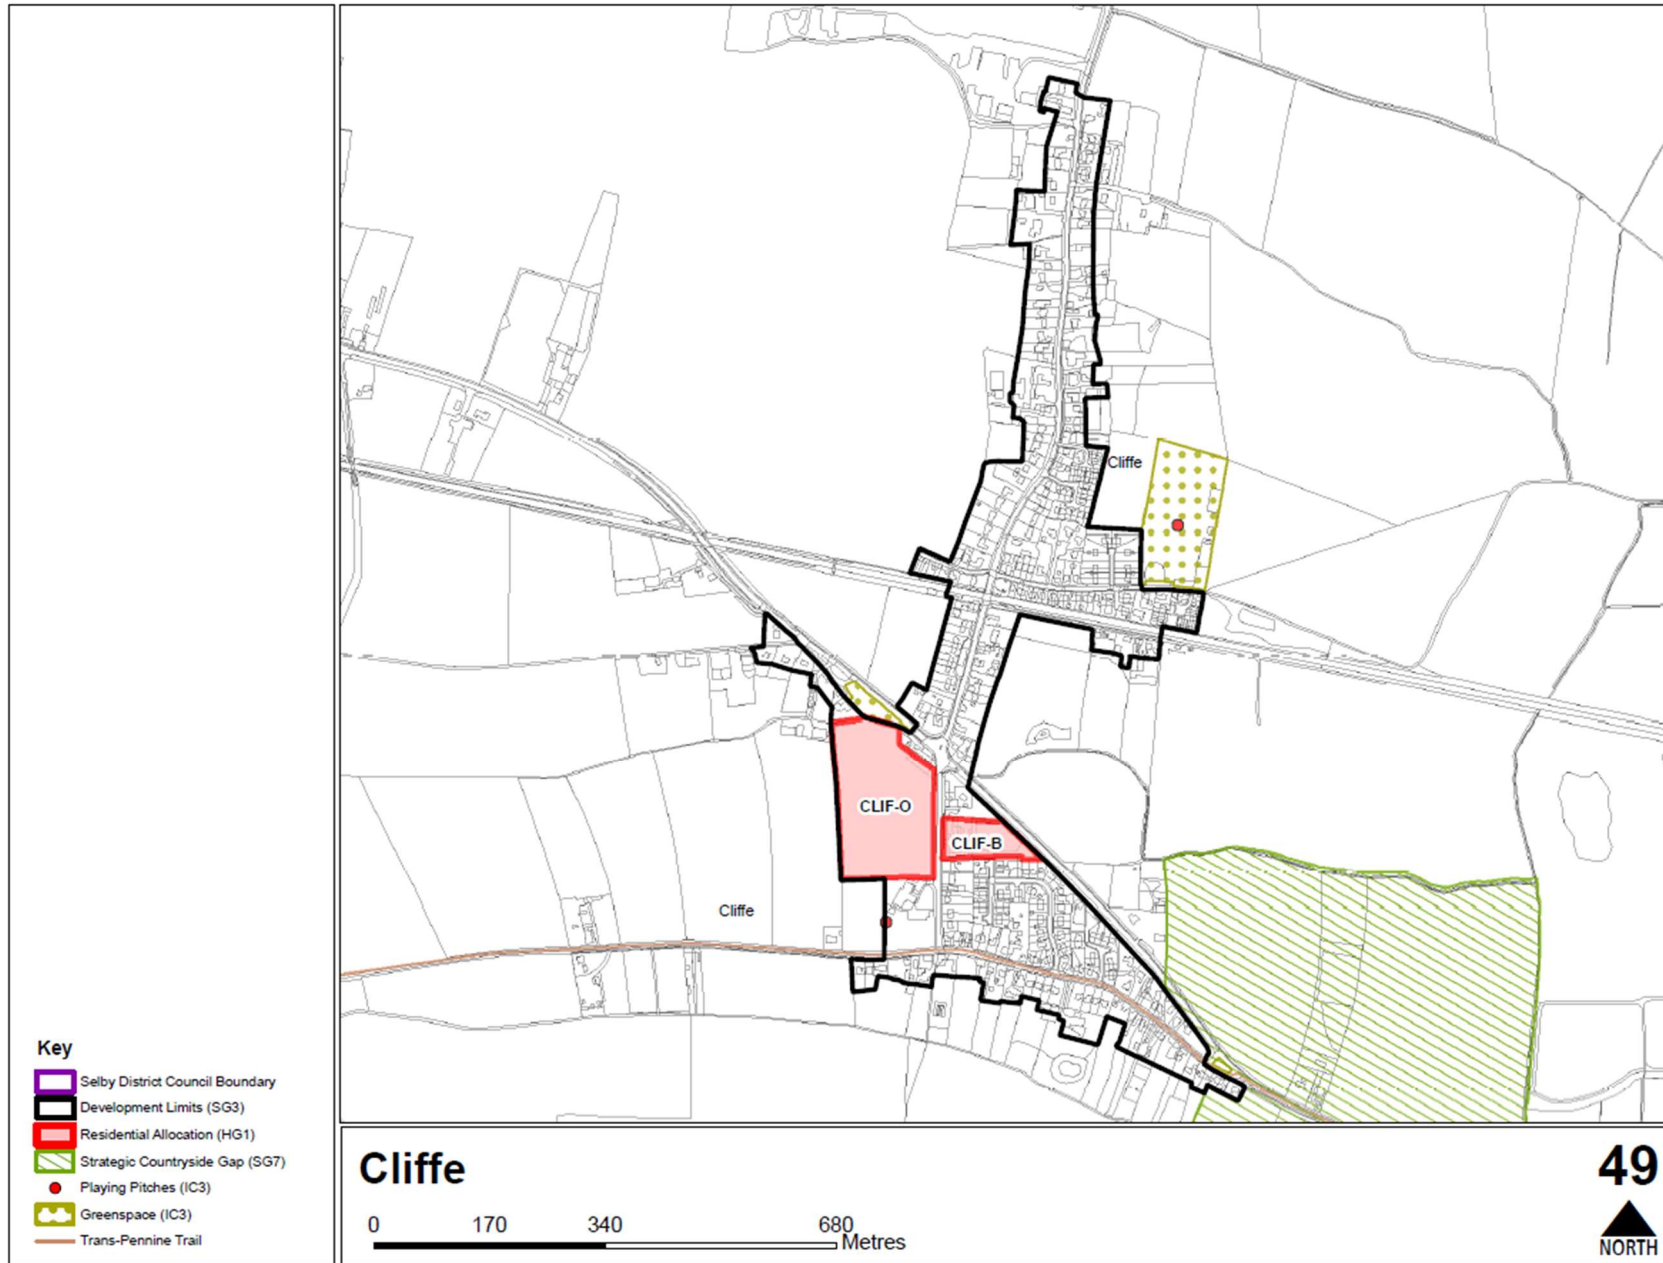 Cliffe
CLIF-O
CLIF-B
Cliffe
Key
Selby District Council Boundary
Development Limits (SG3)
Residential Allocation (HG1)
Strategic Countryside Gap (SG7)
Playing Pitches (IC3)
Greenspace (IC3)
Trans-Pennine Trail
Cliffe
49
0 170 340 680
Metres
NORTH